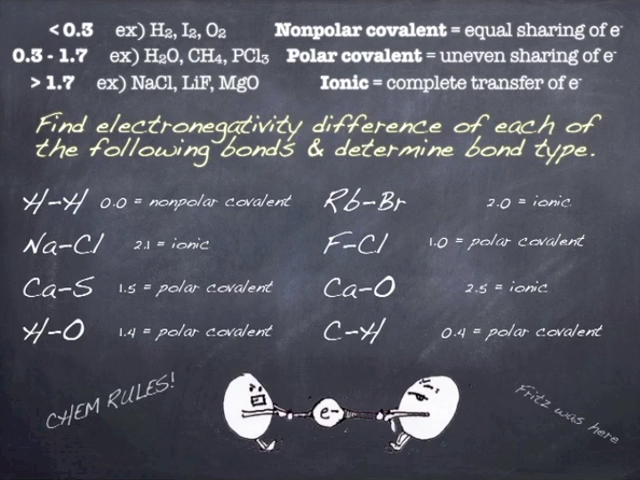 < 0.3 ex) H₂, I₂, O₂ Nonpolar covalent = equal sharing of e⁻
0.3 - 1.7 ex) H₂O, CH₄, PCl₃ Polar covalent = uneven sharing of e⁻
> 1.7 ex) NaCl, LiF, MgO Ionic = complete transfer of e⁻
Find electronegativity difference of each of
the following bonds & determine bond type.
H-H 0.0 = nonpolar covalent Rb-Br 2.0 = ionic
Na-Cl 2.1 = ionic F-Cl 1.0 = polar covalent
Ca-S 1.5 = polar covalent Ca-O 2.5 = ionic
H-O 1.4 = polar covalent C-H 0.4 = polar covalent
CHEM RULES!
e-
Fritz was here